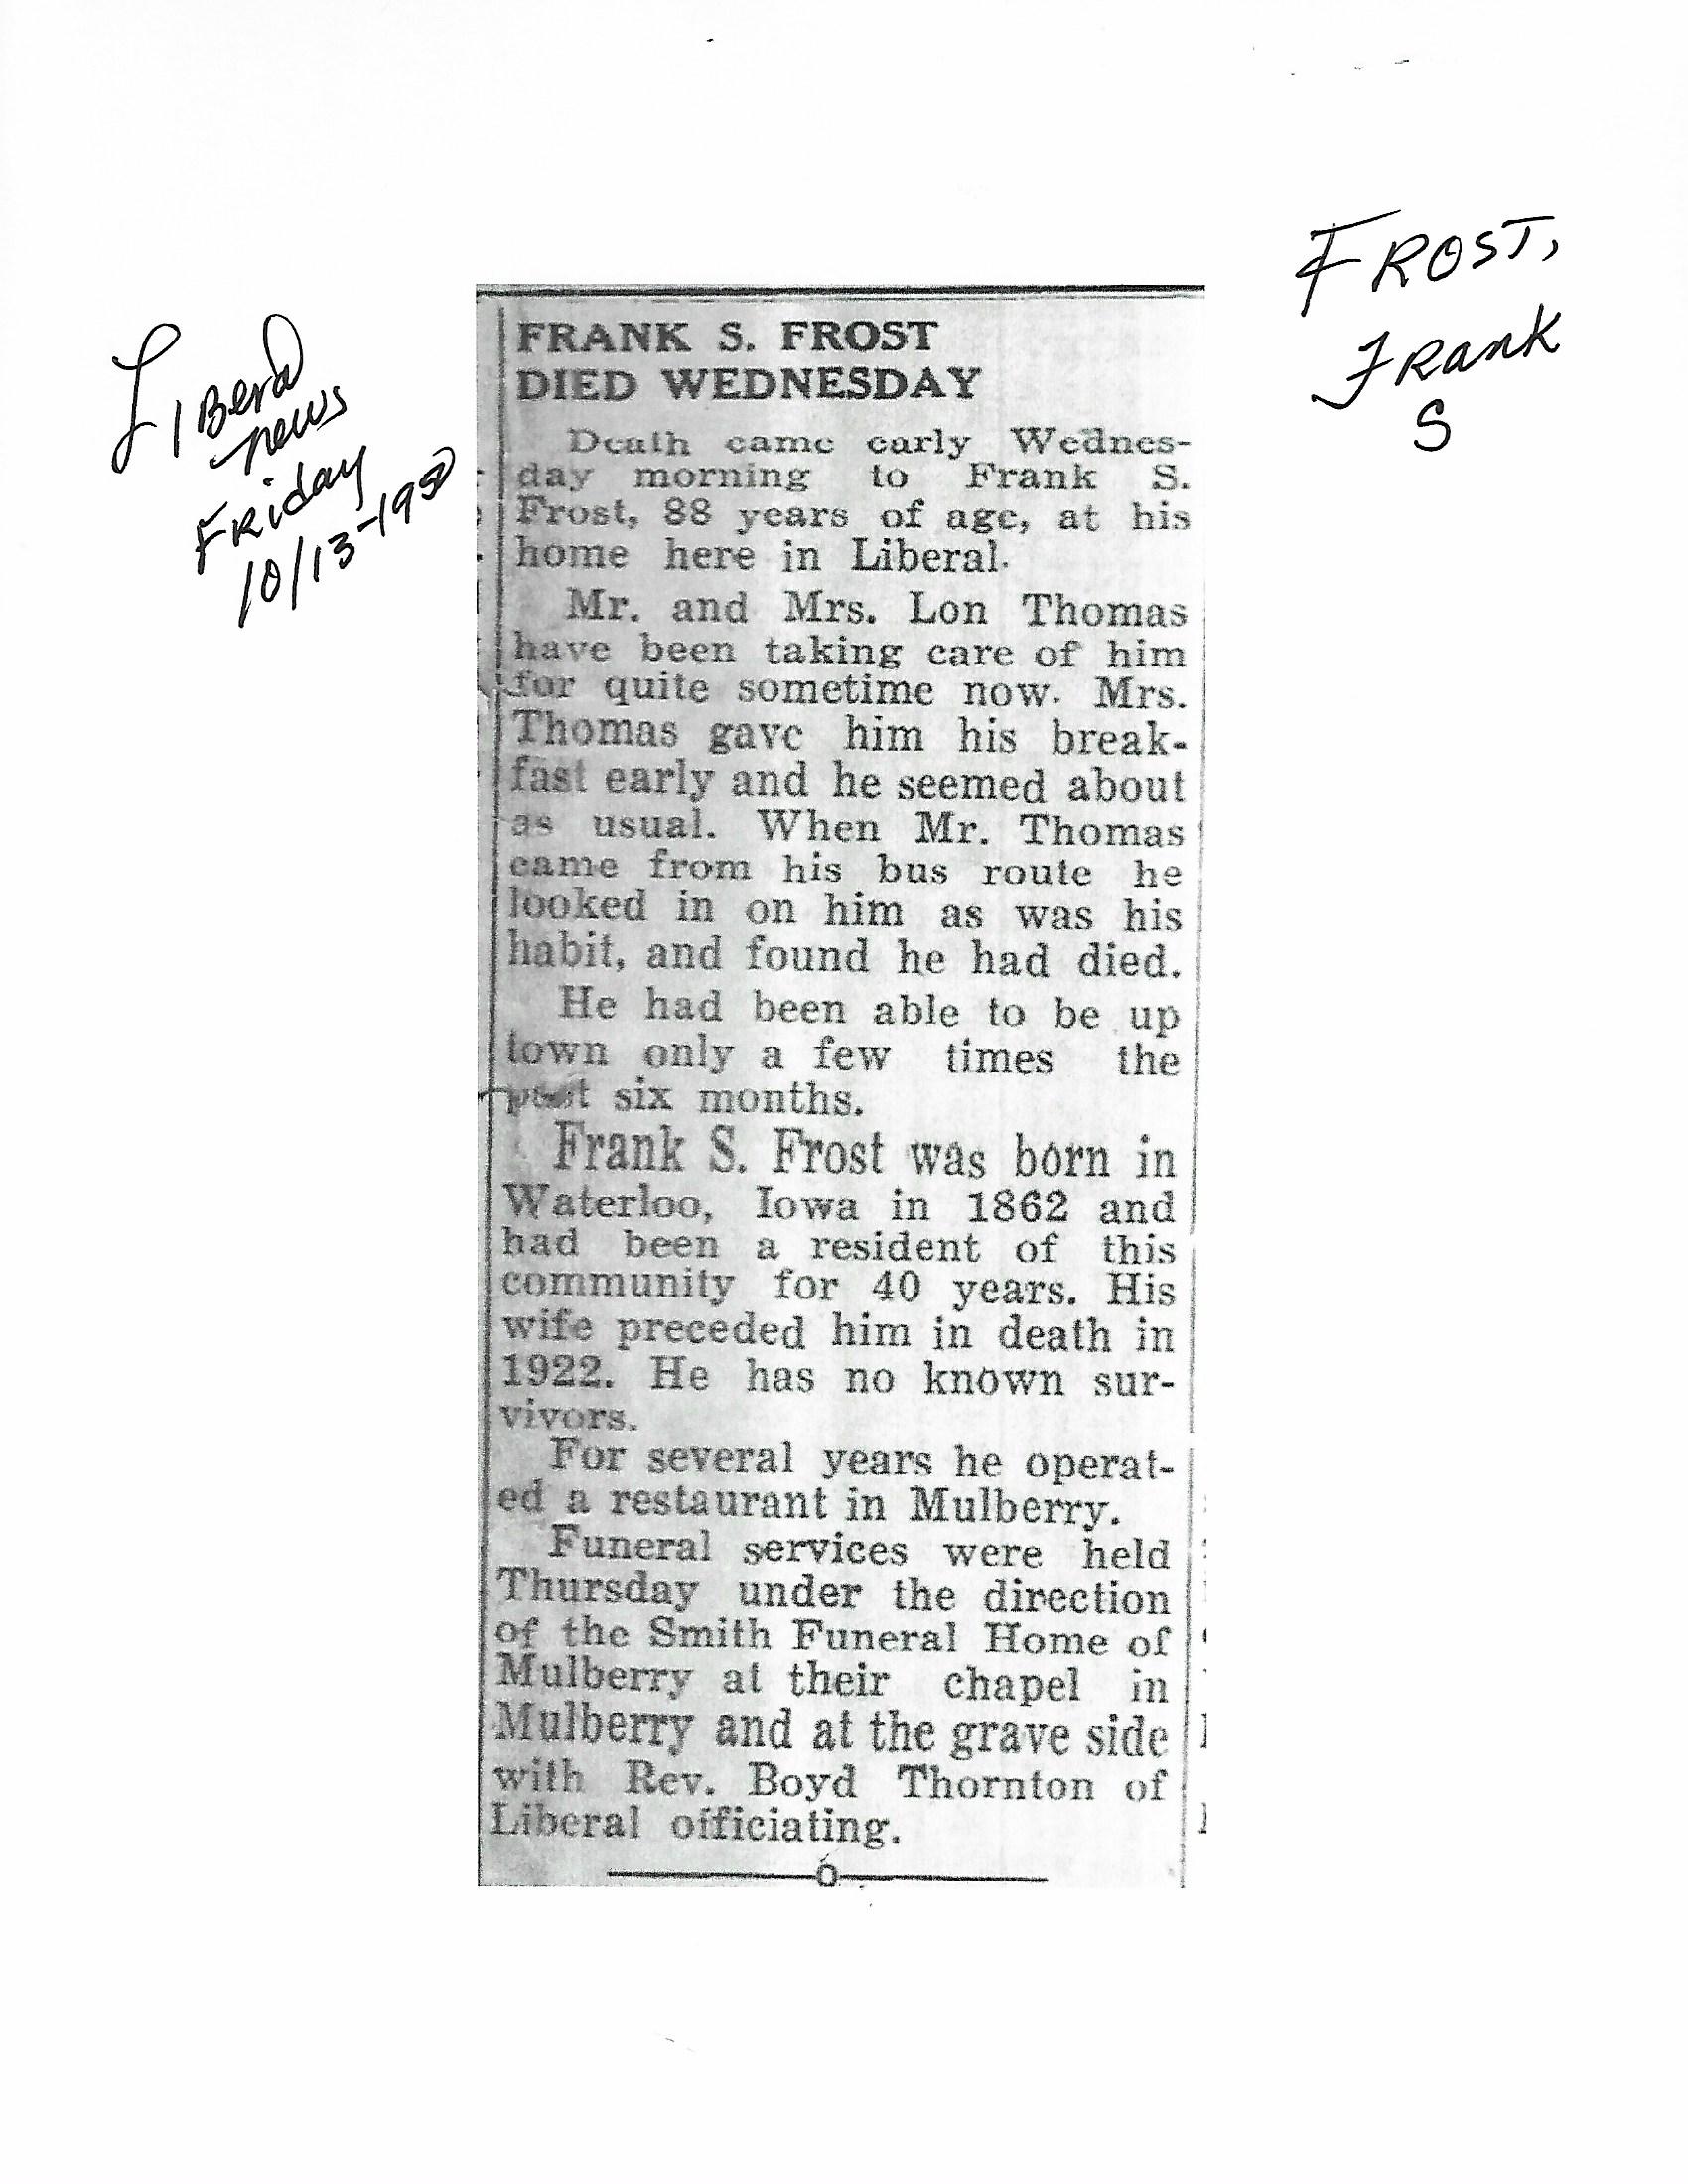 Liberal
news
Friday
10/13-1950
FROST,
Frank
S
FRANK S. FROST
DIED WEDNESDAY
Death came early Wednes-
day morning to Frank S.
Frost, 88 years of age, at his
home here in Liberal.
Mr. and Mrs. Lon Thomas
have been taking care of him
for quite sometime now. Mrs.
Thomas gave him his break-
fast early and he seemed about
as usual. When Mr. Thomas
came from his bus route he
looked in on him as was his
habit, and found he had died.
He had been able to be up
town only a few times the
past six months.
Frank S. Frost was born in
Waterloo, Iowa in 1862 and
had been a resident of this
community for 40 years. His
wife preceded him in death in
1922. He has no known sur-
vivors.
For several years he operat-
ed a restaurant in Mulberry.
Funeral services were held
Thursday under the direction
of the Smith Funeral Home of
Mulberry at their chapel in
Mulberry and at the grave side
with Rev. Boyd Thornton of
Liberal officiating.